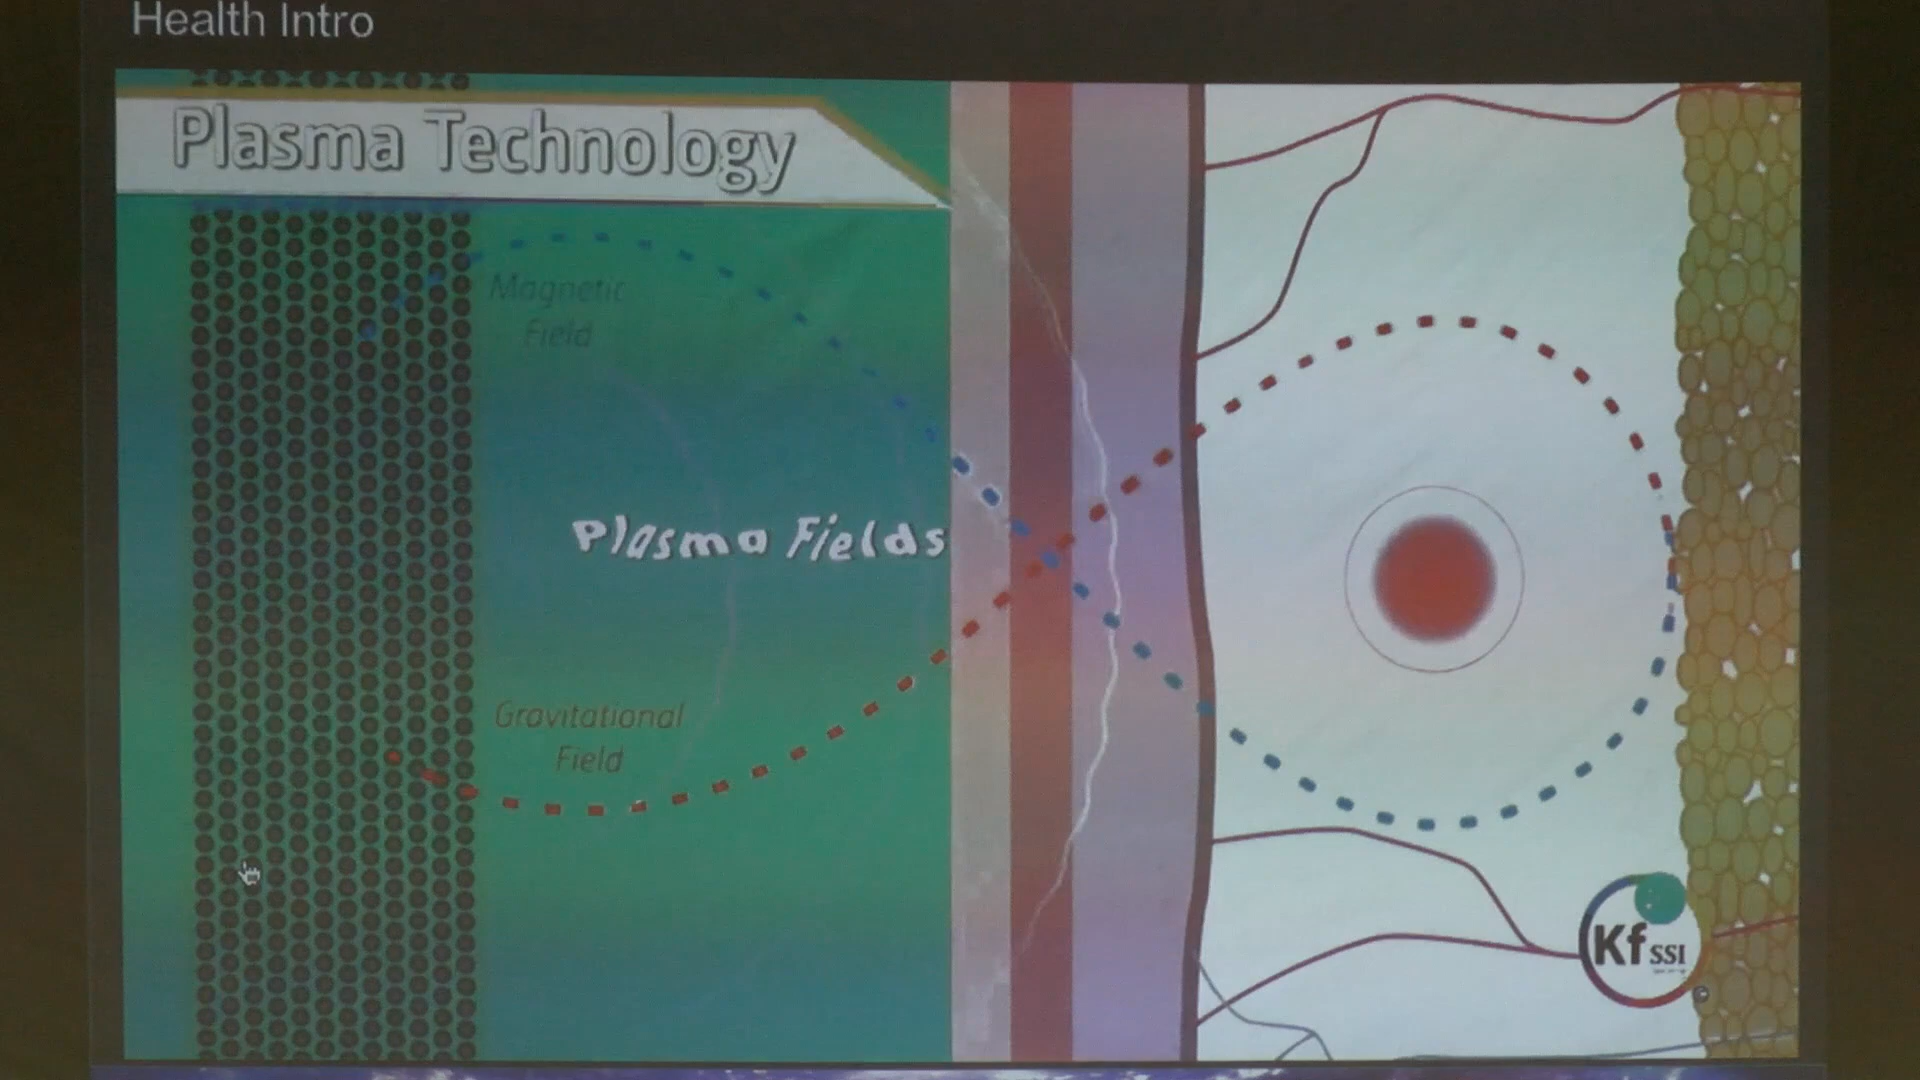 Health Intro
Plasma Technology
Magnetic
Field
Plasma Fields
Gravitational
Field
Kf SSI